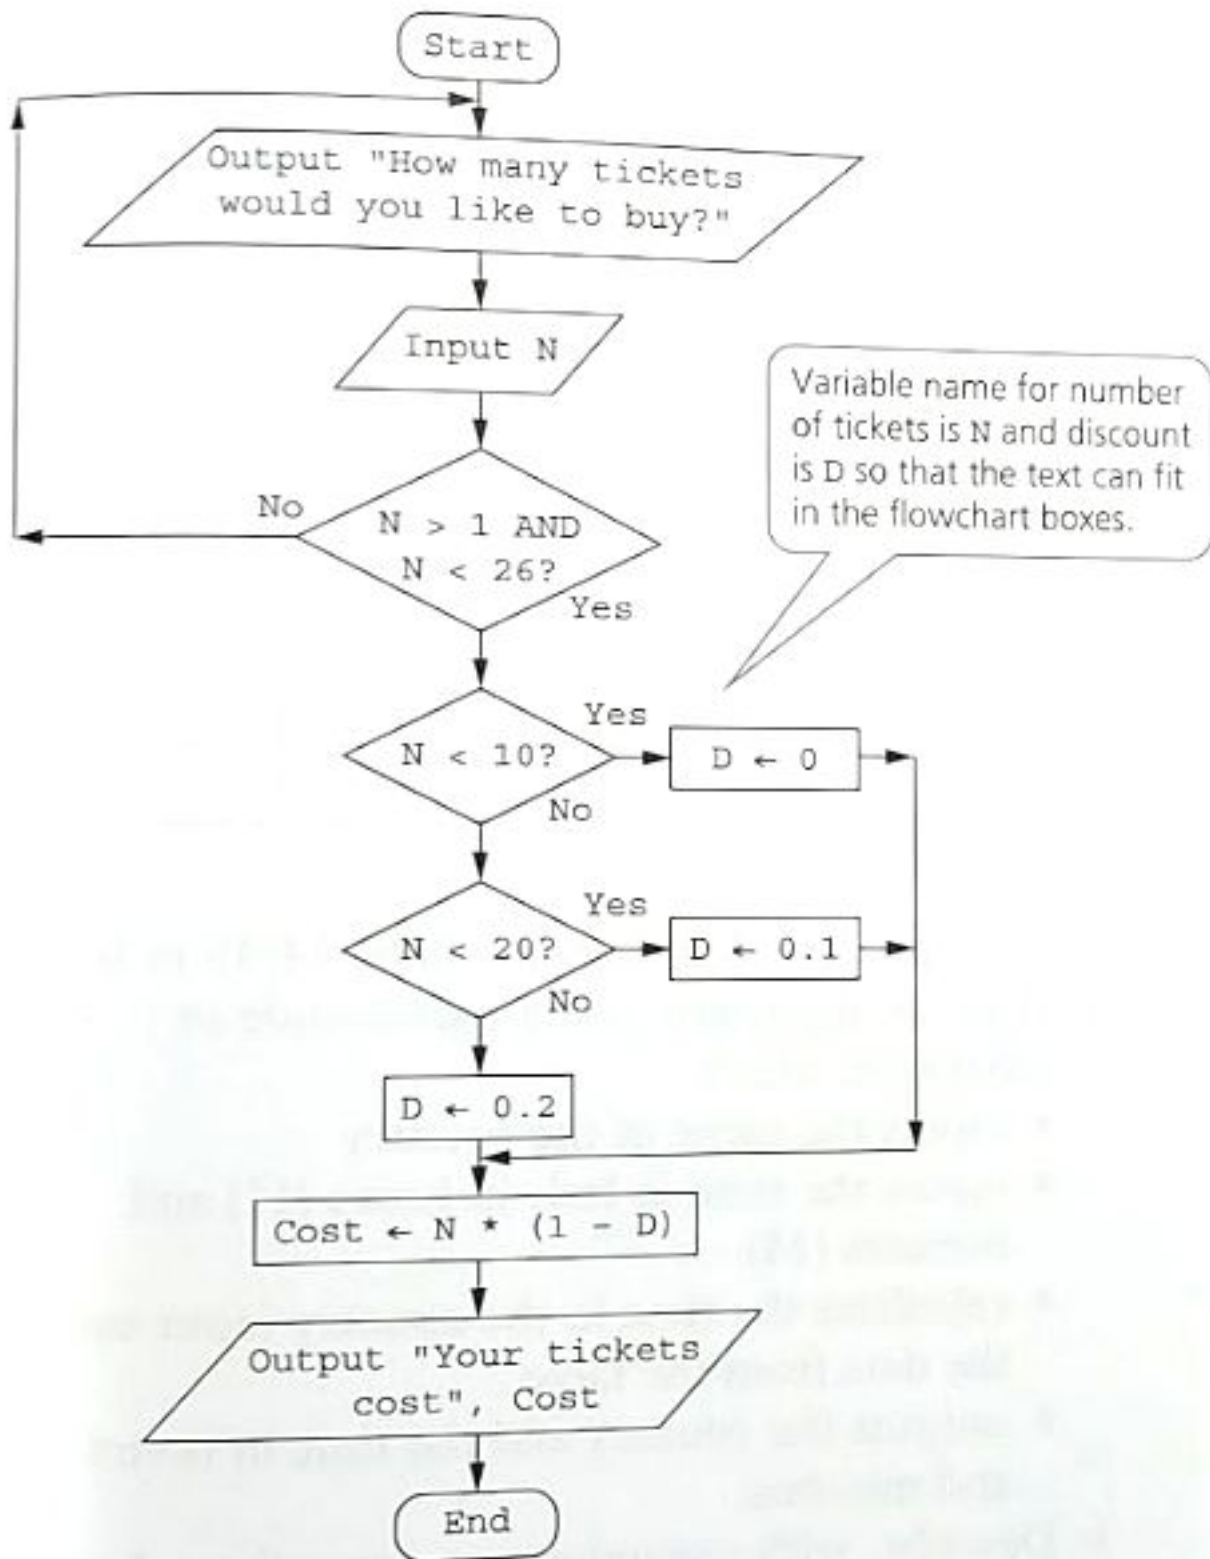 Start
Output "How many tickets
would you like to buy?"
Input N
Variable name for number
of tickets is N and discount
is D so that the text can fit
in the flowchart boxes.
No
N > 1 AND
N < 26?
Yes
Yes
N < 10?
D ← 0
No
Yes
N < 20?
D ← 0.1
No
D ← 0.2
Cost ← N * (1 - D)
Output "Your tickets
cost", Cost
End